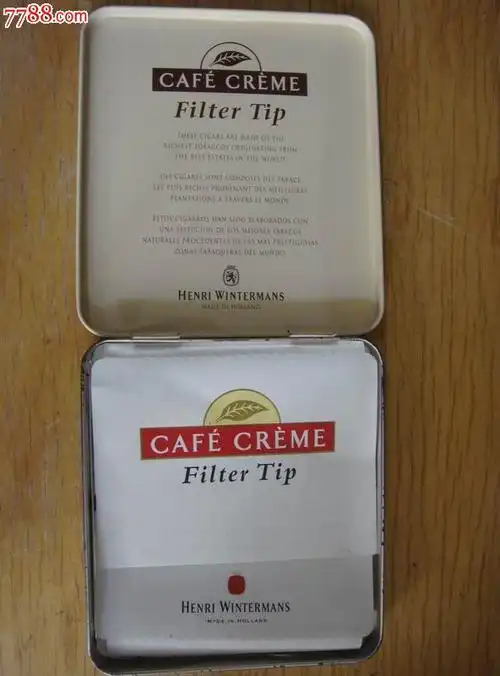 7788.com
CAFÉ CRÈME
Filter Tip
THESE CIGARS ARE MADE OF THE
RICHEST TOBACCOS ORIGINATING FROM
THE BEST ESTATES IN THE WORLD
CES CIGARES SONT COMPOSÉS DES TABACS
LES PLUS RICHES PROVENANT DES MEILLEURES
PLANTATIONS À TRAVERS LE MONDE
ESTOS CIGARROS HAN SIDO ELABORADOS CON
UNA SELECCIÓN DE LOS MEJORES TABACOS
NATURALES PROCEDENTES DE LAS MÁS PRESTIGIOSAS
ZONAS TABAQUERAS DEL MUNDO
HENRI WINTERMANS
MADE IN HOLLAND
CAFÉ CRÈME
Filter Tip
HENRI WINTERMANS
MADE IN HOLLAND